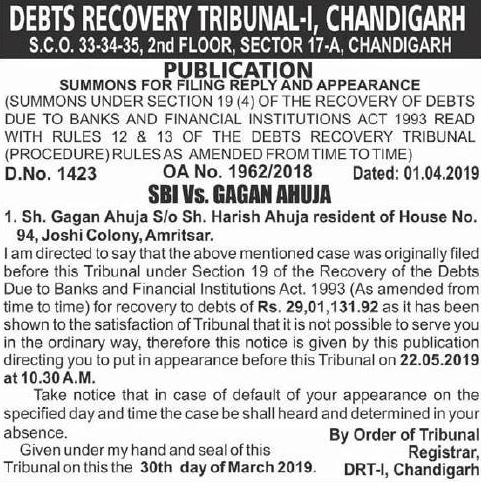 DEBTS RECOVERY TRIBUNAL-I, CHANDIGARH
S.C.O. 33-34-35, 2nd FLOOR, SECTOR 17-A, CHANDIGARH
PUBLICATION
SUMMONS FOR FILING REPLY AND APPEARANCE
(SUMMONS UNDER SECTION 19 (4) OF THE RECOVERY OF DEBTS
DUE TO BANKS AND FINANCIAL INSTITUTIONS ACT 1993 READ
WITH RULES 12 & 13 OF THE DEBTS RECOVERY TRIBUNAL
(PROCEDURE) RULES AS AMENDED FROM TIME TO TIME)
D.No. 1423 OA No. 1962/2018 Dated: 01.04.2019
SBI Vs. GAGAN AHUJA
1. Sh. Gagan Ahuja S/o Sh. Harish Ahuja resident of House No.
94, Joshi Colony, Amritsar.
I am directed to say that the above mentioned case was originally filed
before this Tribunal under Section 19 of the Recovery of the Debts
Due to Banks and Financial Institutions Act. 1993 (As amended from
time to time) for recovery to debts of Rs. 29,01,131.92 as it has been
shown to the satisfaction of Tribunal that it is not possible to serve you
in the ordinary way, therefore this notice is given by this publication
directing you to put in appearance before this Tribunal on 22.05.2019
at 10.30 A.M.
Take notice that in case of default of your appearance on the
specified day and time the case be shall heard and determined in your
absence.
Given under my hand and seal of this
Tribunal on this the 30th day of March 2019.
By Order of Tribunal
Registrar,
DRT-I, Chandigarh